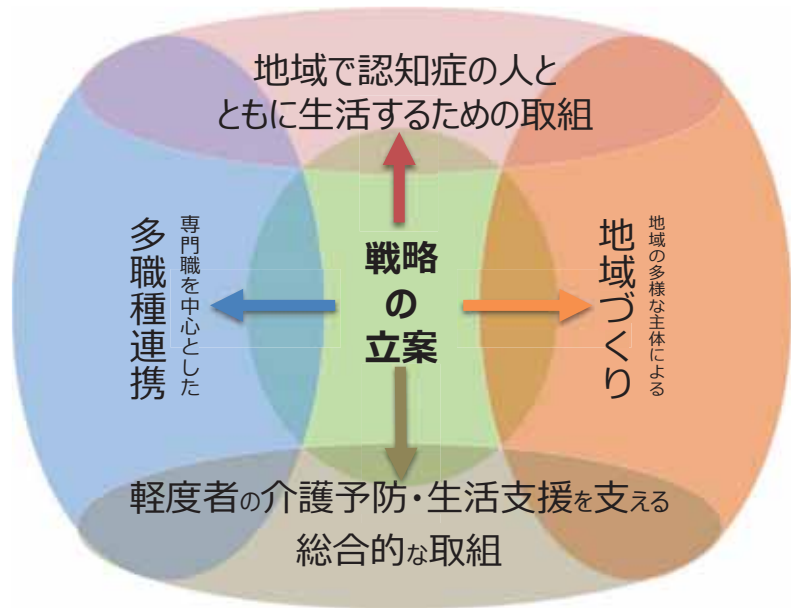 地域で認知症の人と
ともに生活するための取組
専門職を中心とした
多職種連携
戦略
の
立案
地域の多様な主体による
地域づくり
軽度者の介護予防・生活支援を支える
総合的な取組